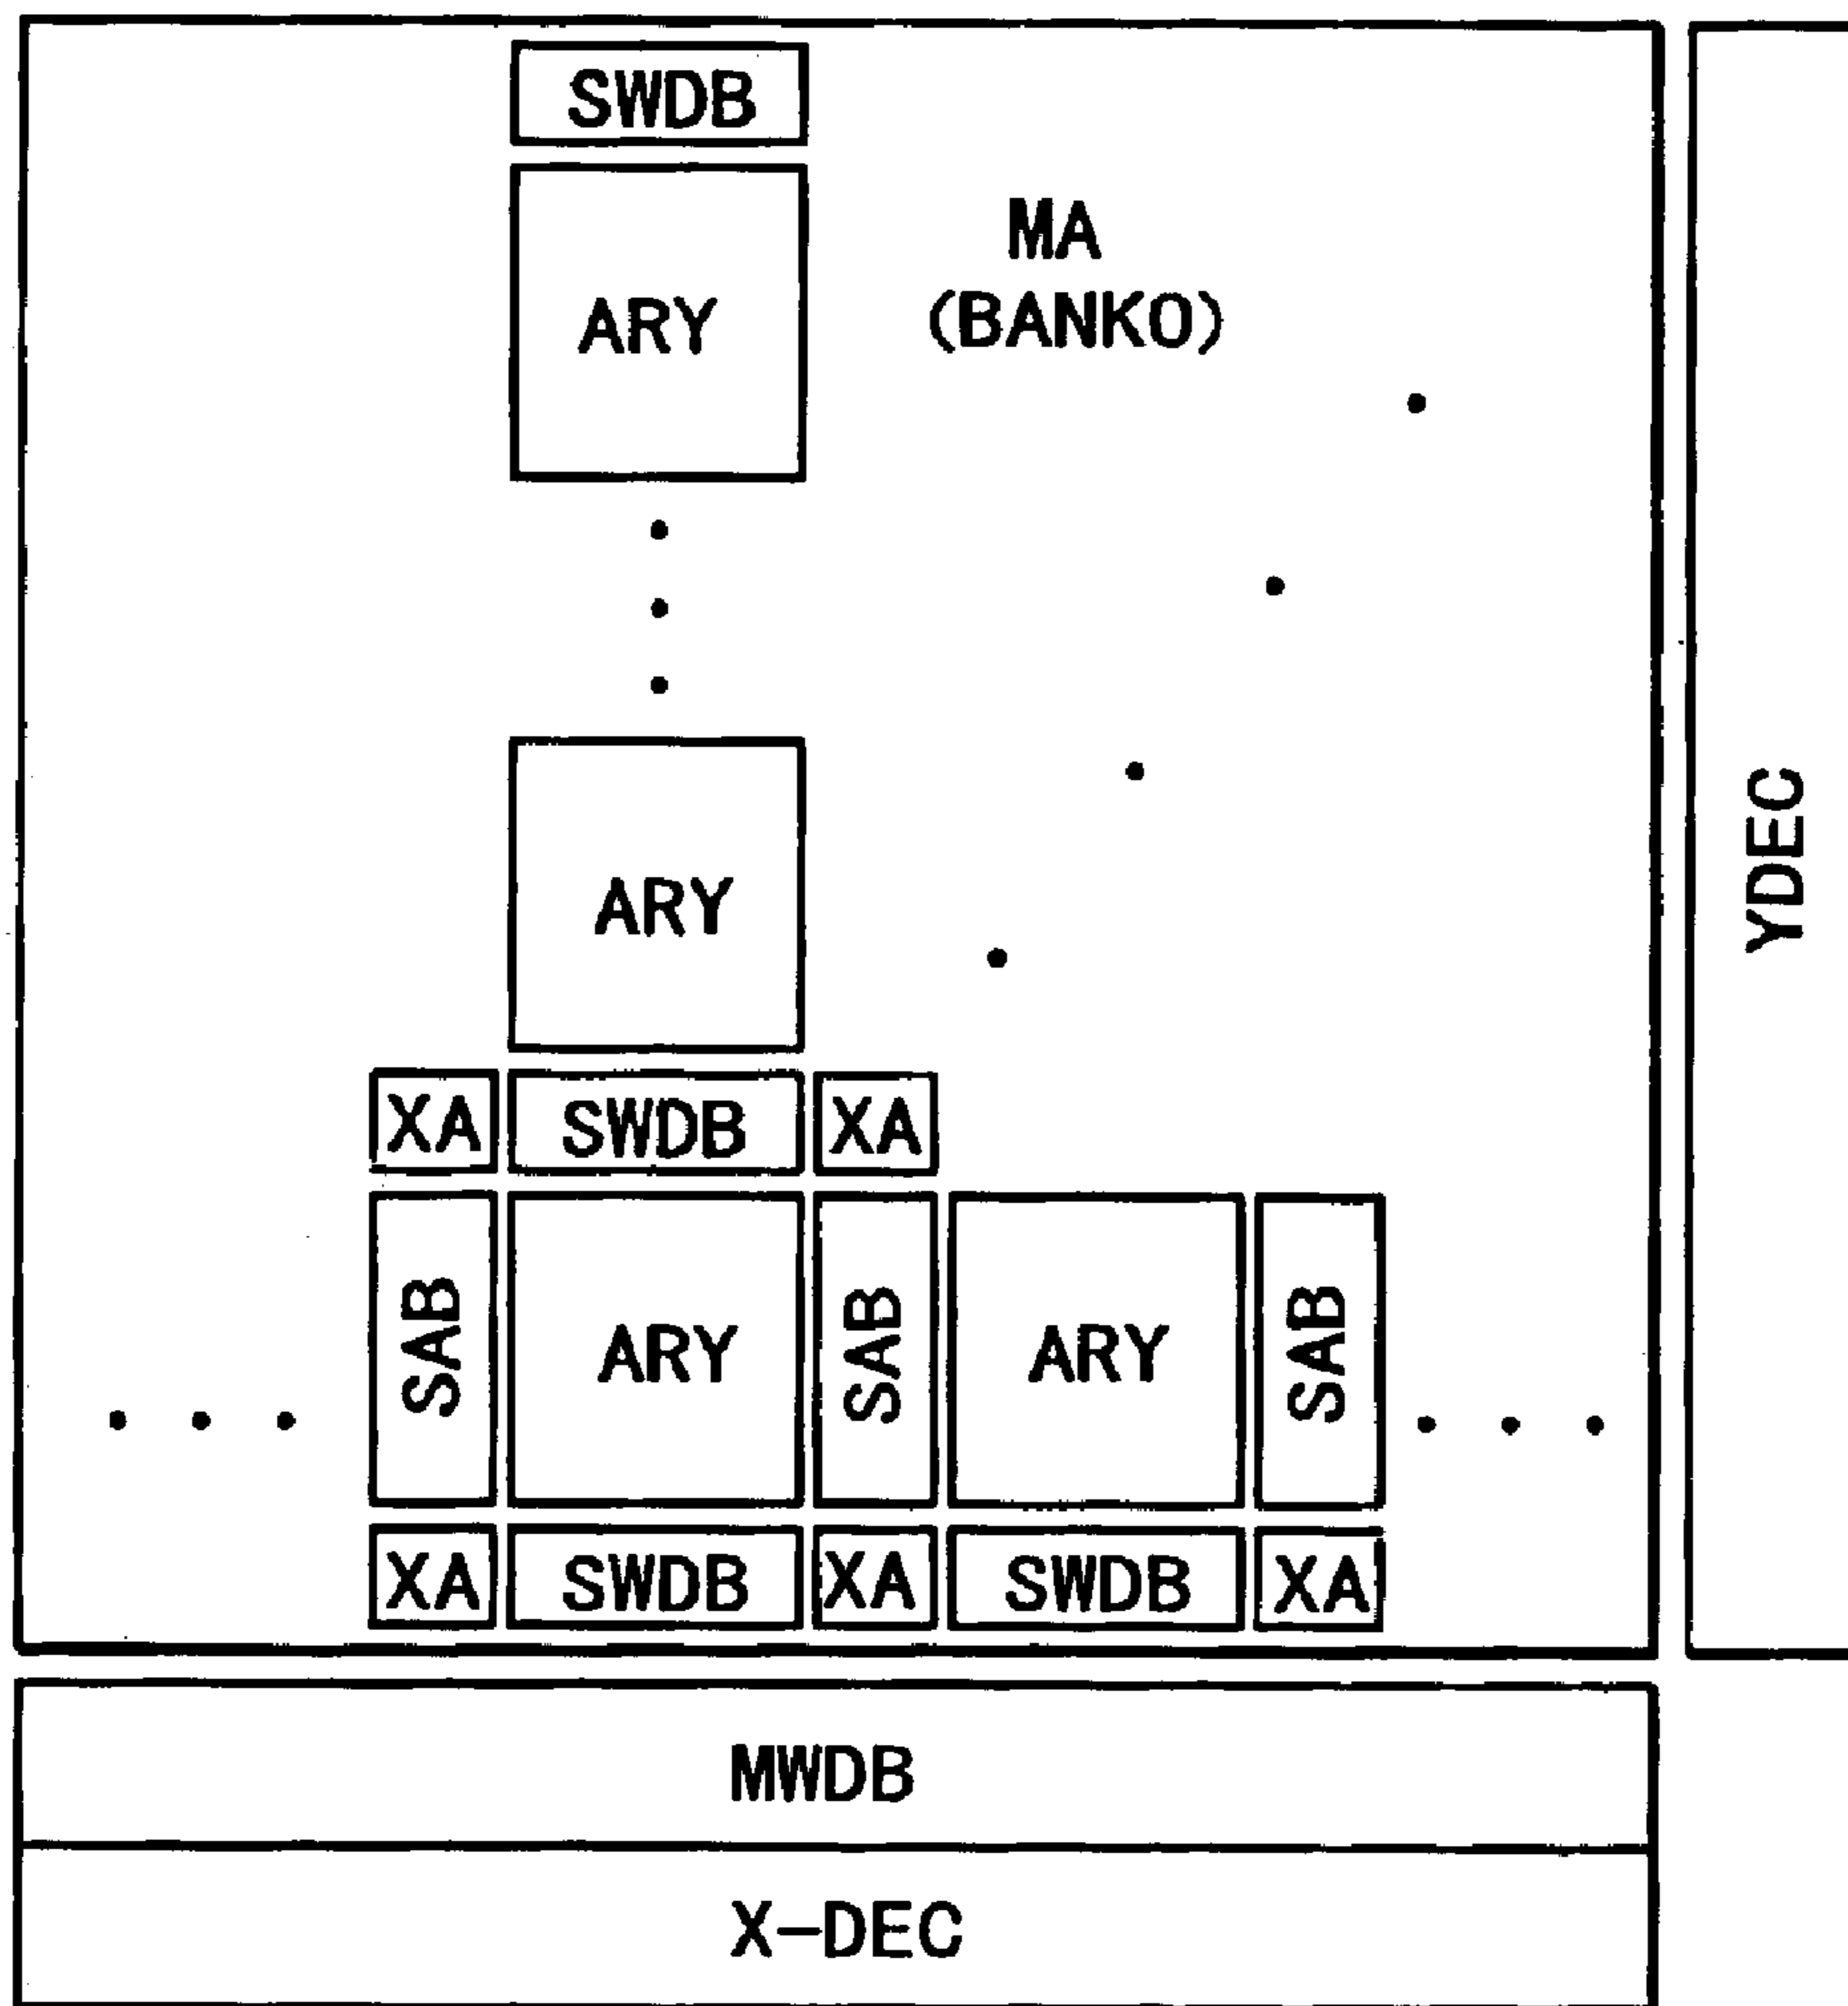 SWDB
ARY
MA
(BANK0)
ARY
YDEC
XA SWDB XA
SAB ARY SAB ARY SAB
XA SWDB XA SWDB XA
MWDB
X-DEC